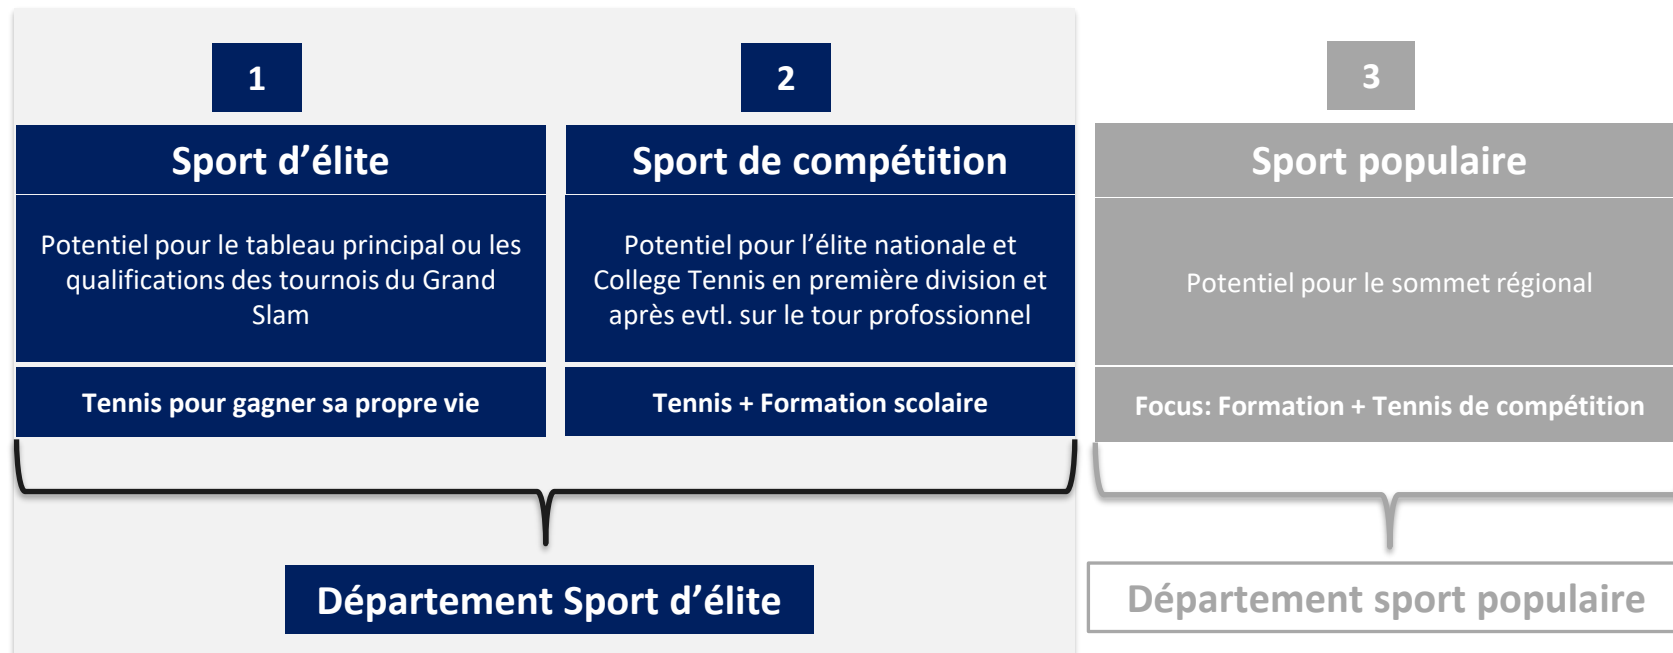 1
Sport d’élite
Potentiel pour le tableau principal ou les
qualifications des tournois du Grand
Slam
Tennis pour gagner sa propre vie
2
Sport de compétition
Potentiel pour l’élite nationale et
College Tennis en première division et
après evtl. sur le tour profossionnel
Tennis + Formation scolaire
Département Sport d’élite
3
Sport populaire
Potentiel pour le sommet régional
Focus: Formation + Tennis de compétition
Département sport populaire